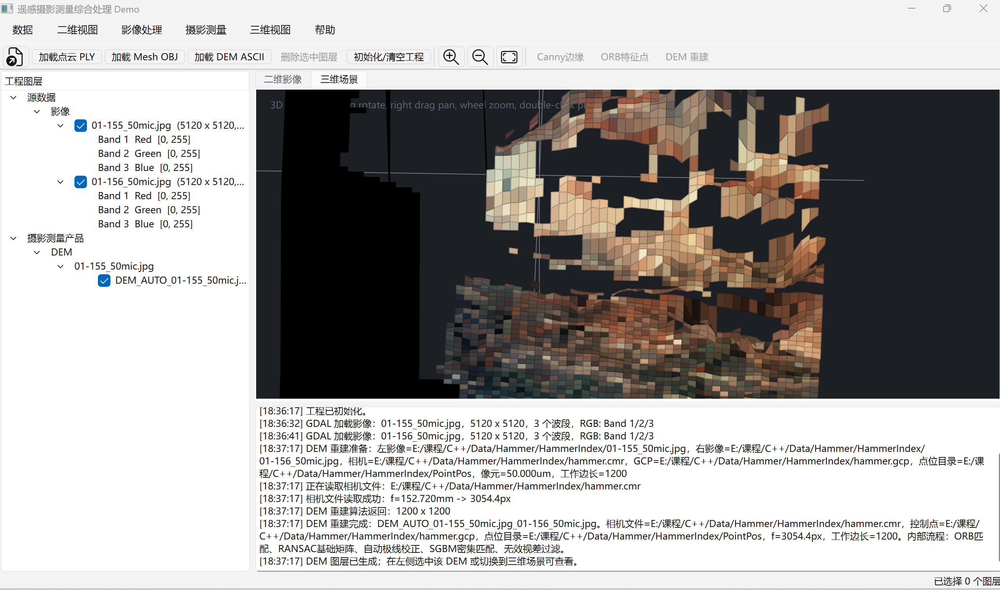 遥感摄影测量综合处理 Demo
数据 二维视图 影像处理 摄影测量 三维视图 帮助
加载点云 PLY 加载 Mesh OBJ 加载 DEM ASCII 删除选中图层 初始化/清空工程 Canny边缘 ORB特征点 DEM 重建
工程图层
源数据
影像
01-155_50mic.jpg (5120 x 5120,...
Band 1 Red [0, 255]
Band 2 Green [0, 255]
Band 3 Blue [0, 255]
01-156_50mic.jpg (5120 x 5120,...
Band 1 Red [0, 255]
Band 2 Green [0, 255]
Band 3 Blue [0, 255]
摄影测量产品
DEM
01-155_50mic.jpg
DEM_AUTO_01-155_50mic.j...
二维影像 三维场景
3D rotate, right drag pan, wheel zoom,
[18:36:17] 工程已初始化。
[18:36:32] GDAL 加载影像：01-155_50mic.jpg，5120 x 5120，3 个波段，RGB: Band 1/2/3
[18:36:41] GDAL 加载影像：01-156_50mic.jpg，5120 x 5120，3 个波段，RGB: Band 1/2/3
[18:37:17] DEM 重建准备：左影像=E:/课程/C++/Data/Hammer/HammerIndex/01-155_50mic.jpg，右影像=E:/课程/C++/Data/Hammer/HammerIndex/
01-156_50mic.jpg，相机=E:/课程/C++/Data/Hammer/HammerIndex/hammer.cmr，GCP=E:/课程/C++/Data/Hammer/HammerIndex/hammer.gcp，点位目录=E:/课
程/C++/Data/Hammer/HammerIndex/PointPos，像元=50.000um，工作边长=1200
[18:37:17] 正在读取相机文件：E:/课程/C++/Data/Hammer/HammerIndex/hammer.cmr
[18:37:17] 相机文件读取成功：f=152.720mm -> 3054.4px
[18:37:17] DEM 重建算法返回：1200 x 1200
[18:37:17] DEM 重建完成：DEM_AUTO_01-155_50mic.jpg_01-156_50mic.jpg。相机文件=E:/课程/C++/Data/Hammer/HammerIndex/hammer.cmr，控制点=E:/课程/
C++/Data/Hammer/HammerIndex/hammer.gcp，点位目录=E:/课程/C++/Data/Hammer/HammerIndex/PointPos，f=3054.4px，工作边长=1200。内部流程：ORB匹
配、RANSAC基础矩阵、自动极线校正、SGBM密集匹配、无效视差过滤。
[18:37:17] DEM 图层已生成；在左侧选中该 DEM 或切换到三维场景可查看。
已选择 0 个图层